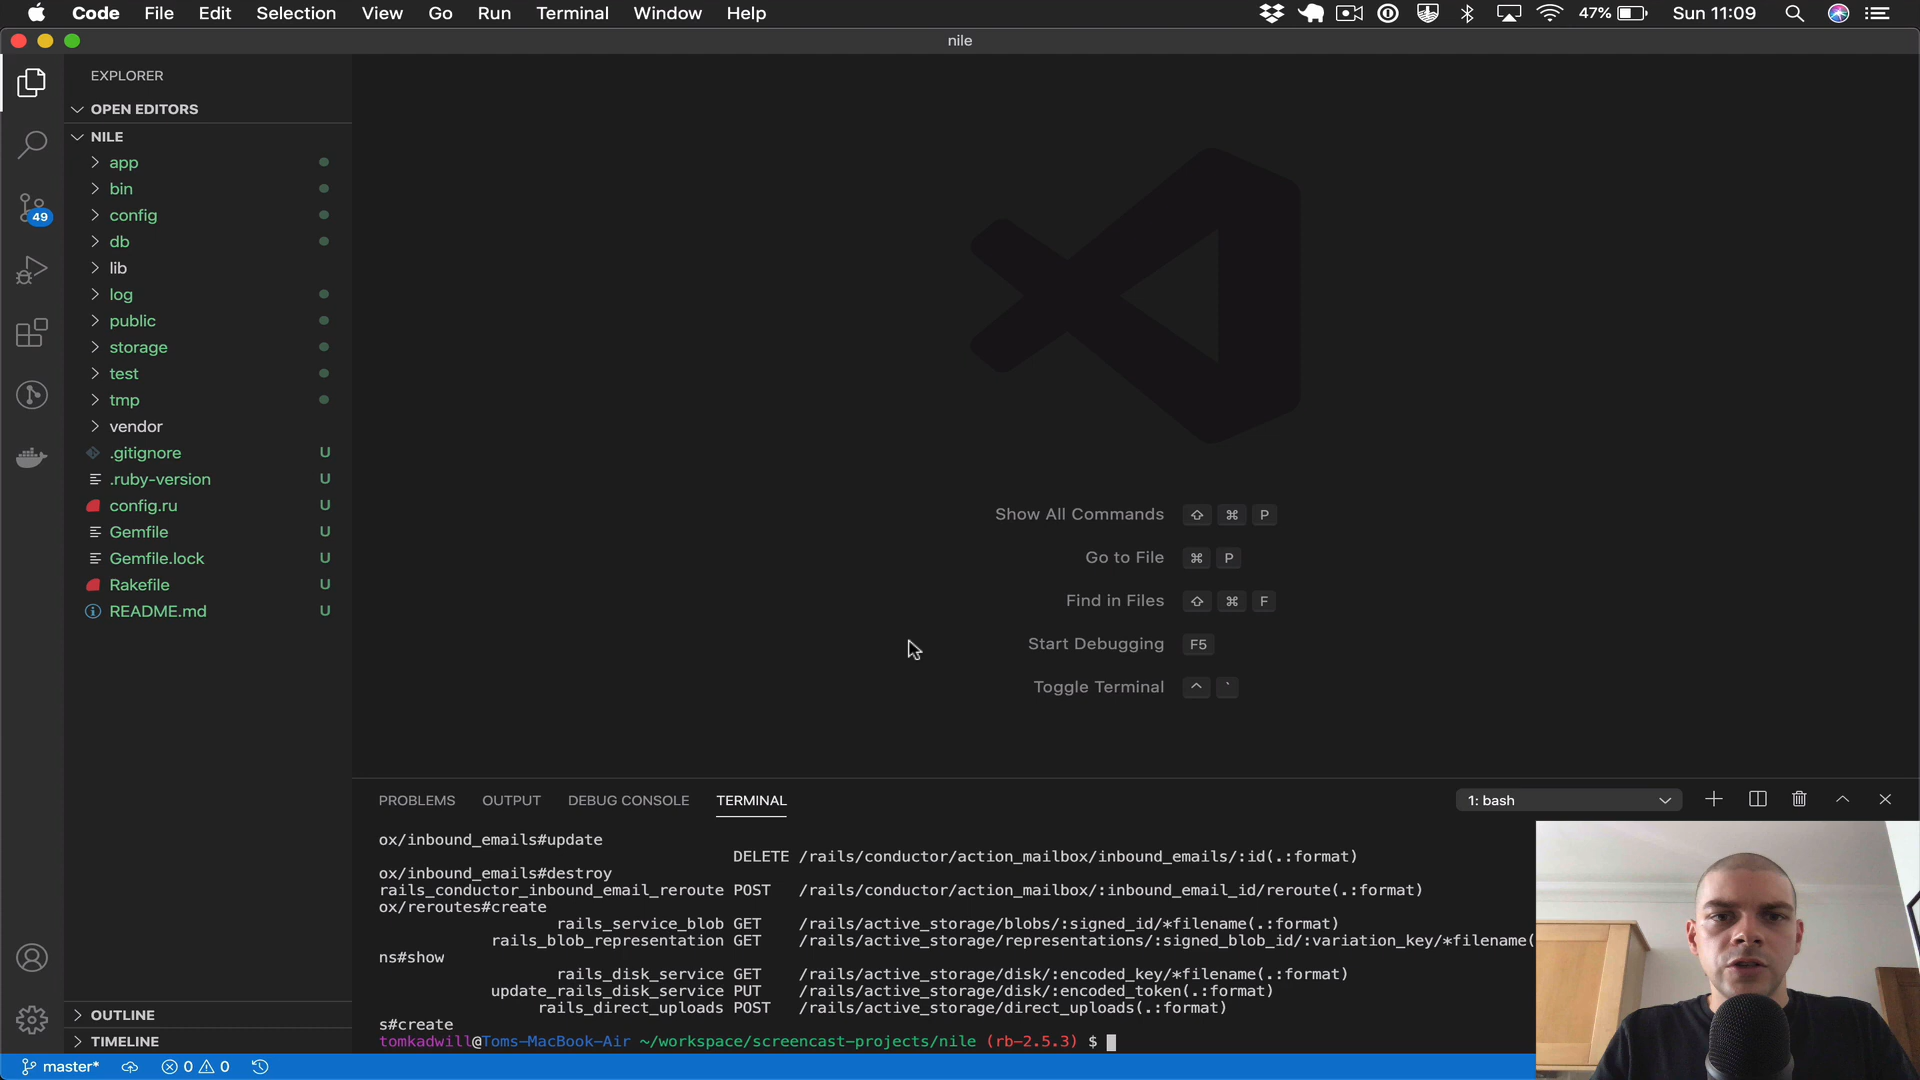 Code File Edit Selection View Go Run Terminal Window Help 47% Sun 11:09
nile
EXPLORER
OPEN EDITORS
NILE
app
bin
config
db
lib
log
public
storage
test
tmp
vendor
.gitignore U
.ruby-version U
config.ru U
Gemfile U
Gemfile.lock U
Rakefile U
README.md U
49
OUTLINE
TIMELINE
Show All Commands ⇧ ⌘ P
Go to File ⌘ P
Find in Files ⇧ ⌘ F
Start Debugging F5
Toggle Terminal ^ `
PROBLEMS OUTPUT DEBUG CONSOLE TERMINAL 1: bash
ox/inbound_emails#update
DELETE /rails/conductor/action_mailbox/inbound_emails/:id(.:format)
ox/inbound_emails#destroy
rails_conductor_inbound_email_reroute POST /rails/conductor/action_mailbox/:inbound_email_id/reroute(.:format)
ox/reroutes#create
rails_service_blob GET /rails/active_storage/blobs/:signed_id/*filename(.:format)
rails_blob_representation GET /rails/active_storage/representations/:signed_blob_id/:variation_key/*filename(
ns#show
rails_disk_service GET /rails/active_storage/disk/:encoded_key/*filename(.:format)
update_rails_disk_service PUT /rails/active_storage/disk/:encoded_token(.:format)
rails_direct_uploads POST /rails/active_storage/direct_uploads(.:format)
s#create
tomkadwill@Toms-MacBook-Air ~/workspace/screencast-projects/nile (rb-2.5.3) $
master* 0 0